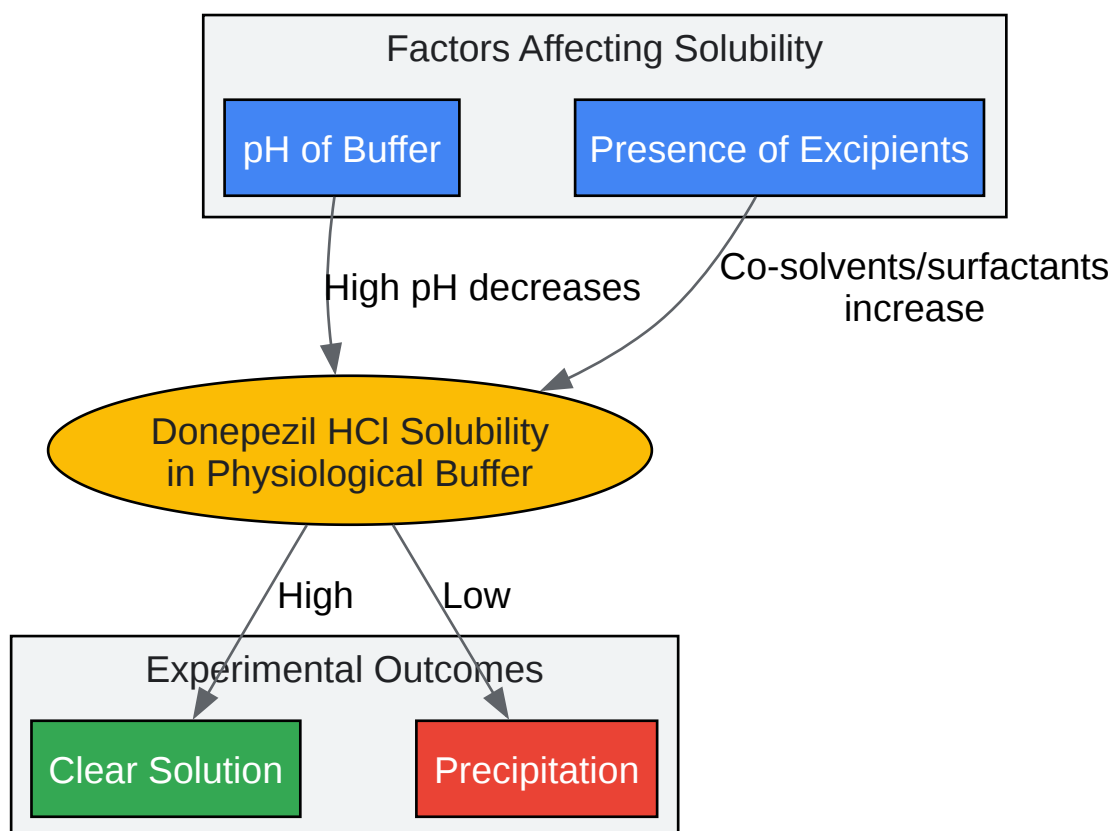 Factors Affecting Solubility
pH of Buffer
Presence of Excipients
High pH decreases
Co-solvents/surfactants
increase
Donepezil HCl Solubility
in Physiological Buffer
High
Low
Experimental Outcomes
Clear Solution
Precipitation